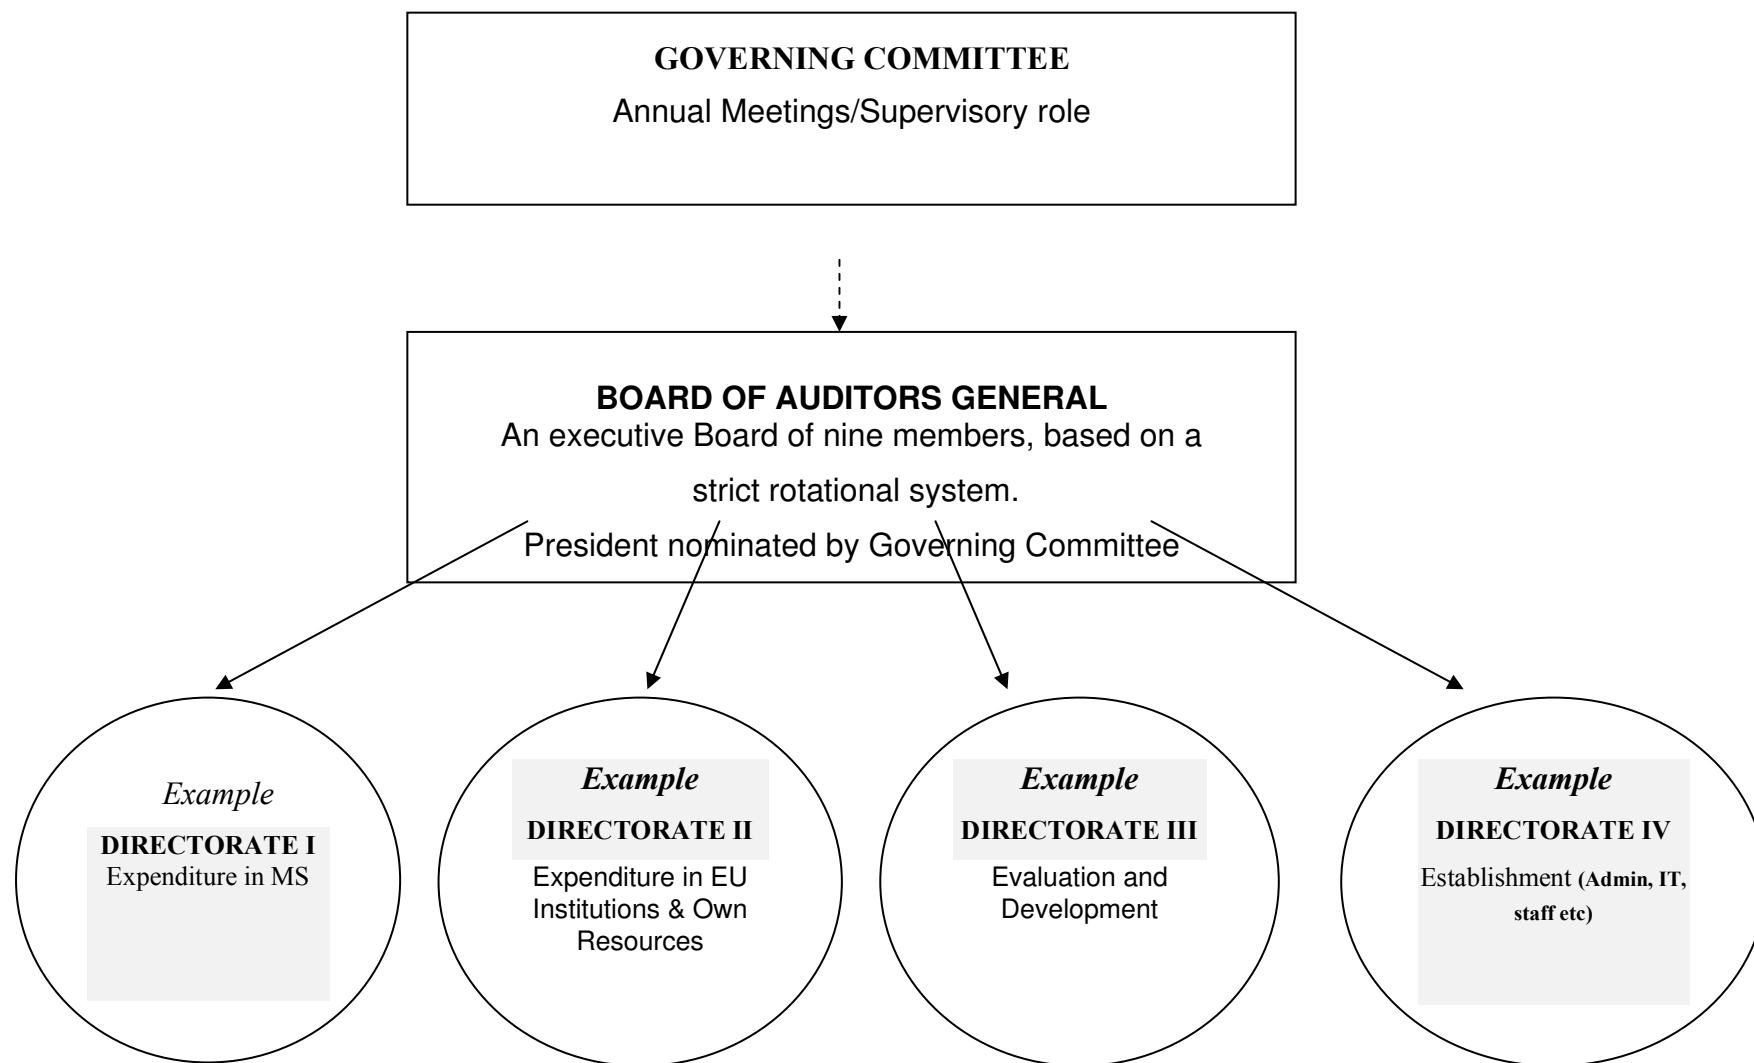 GOVERNING COMMITTEE
Annual Meetings/Supervisory role
BOARD OF AUDITORS GENERAL
An executive Board of nine members, based on a
strict rotational system.
President nominated by Governing Committee
Example
DIRECTORATE I
Expenditure in MS
Example
DIRECTORATE II
Expenditure in EU
Institutions & Own
Resources
Example
DIRECTORATE III
Evaluation and
Development
Example
DIRECTORATE IV
Establishment (Admin, IT,
staff etc)